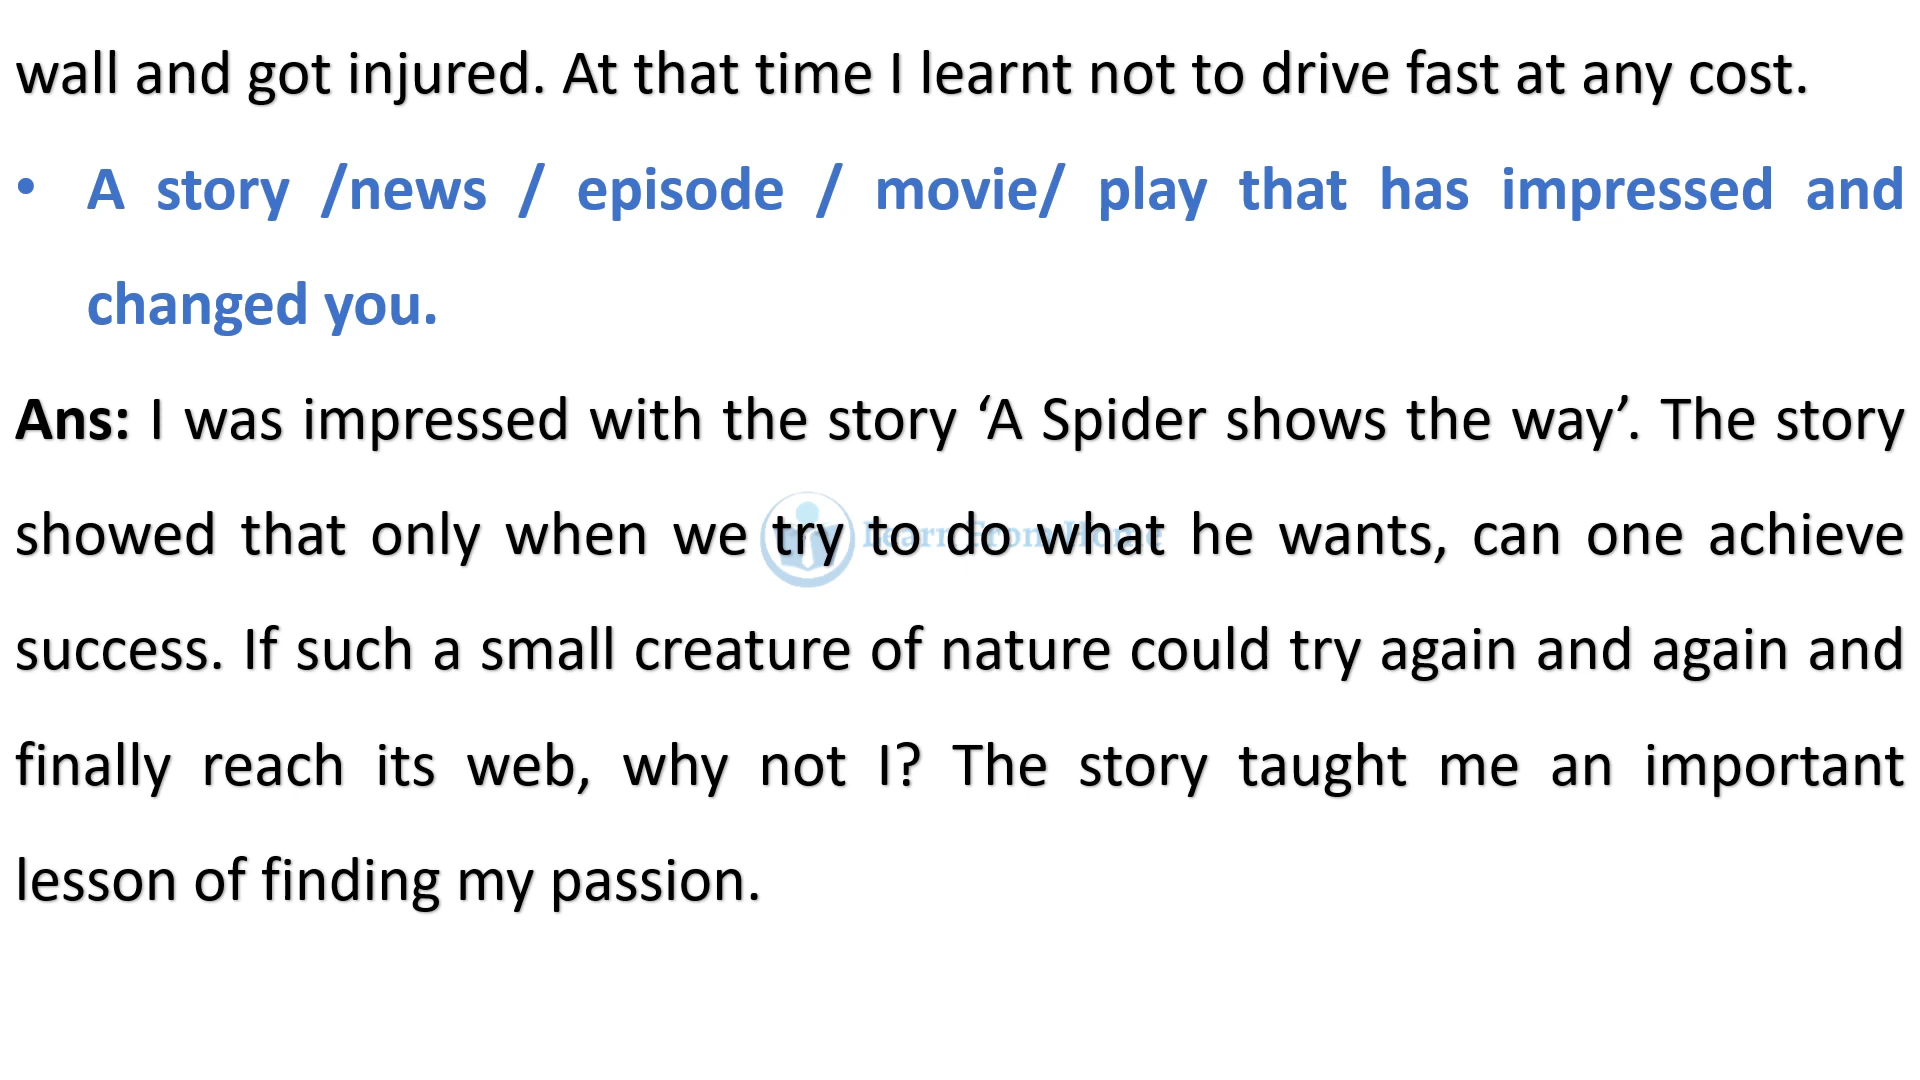 wall and got injured. At that time I learnt not to drive fast at any cost.
• A story /news / episode / movie/ play that has impressed and
changed you.
Ans: I was impressed with the story ‘A Spider shows the way’. The story
showed that only when we try to do what he wants, can one achieve
Learn From Home
success. If such a small creature of nature could try again and again and
finally reach its web, why not I? The story taught me an important
lesson of finding my passion.